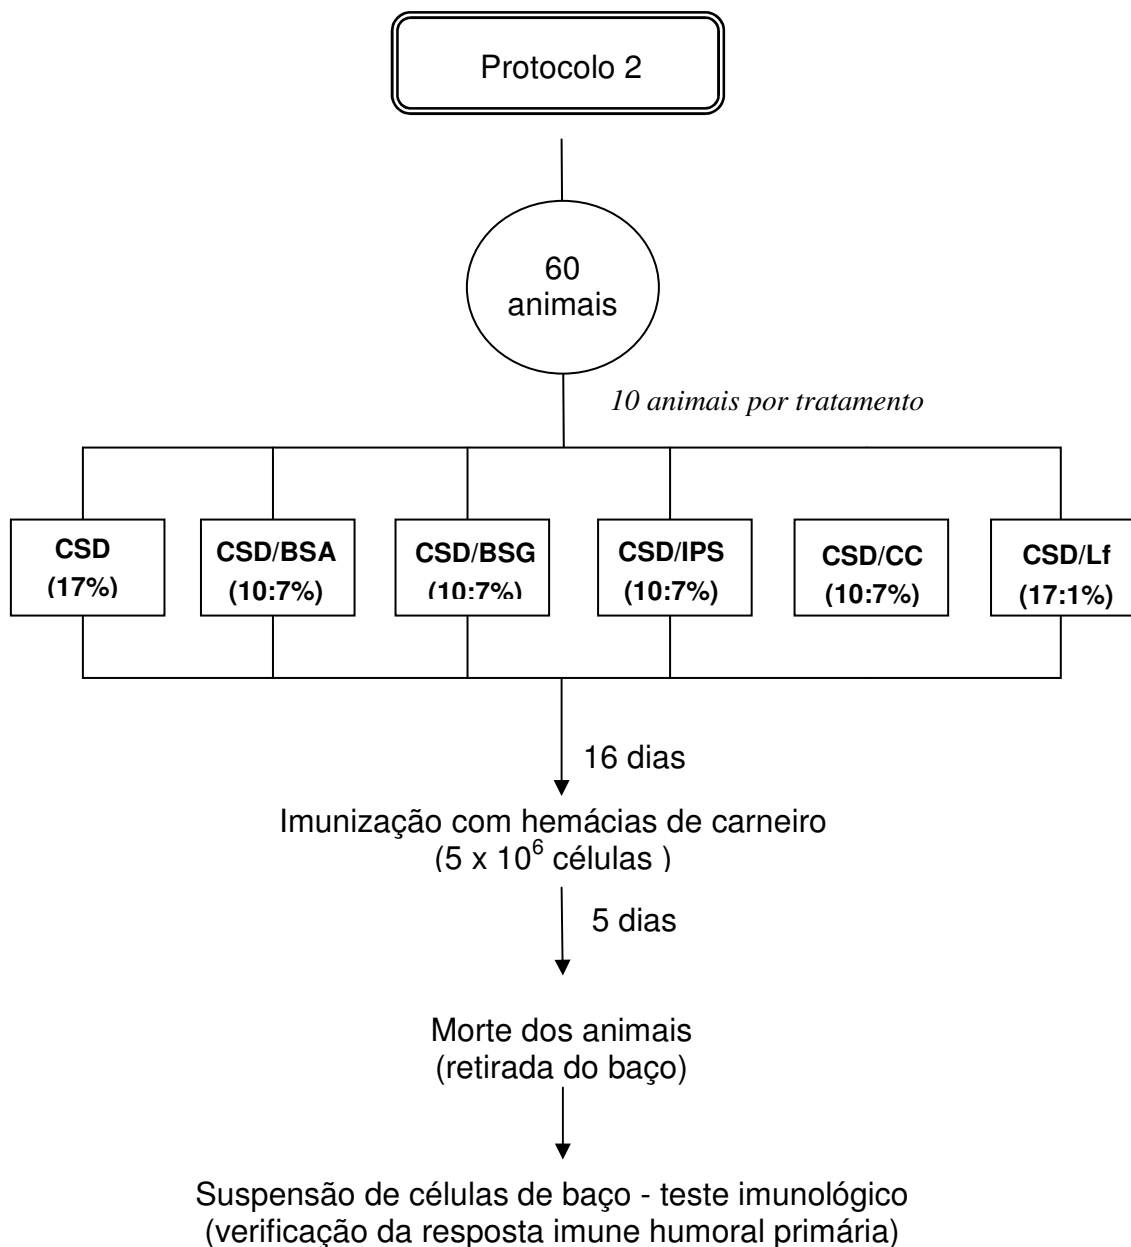 Protocolo 2
60
animais
10 animais por tratamento
CSD
(17%)
CSD/BSA
(10:7%)
CSD/BSG
(10:7%)
CSD/IPS
(10:7%)
CSD/CC
(10:7%)
CSD/Lf
(17:1%)
16 dias
Imunização com hemácias de carneiro
(5 x 10⁶ células )
5 dias
Morte dos animais
(retirada do baço)
Suspensão de células de baço - teste imunológico
(verificação da resposta imune humoral primária)